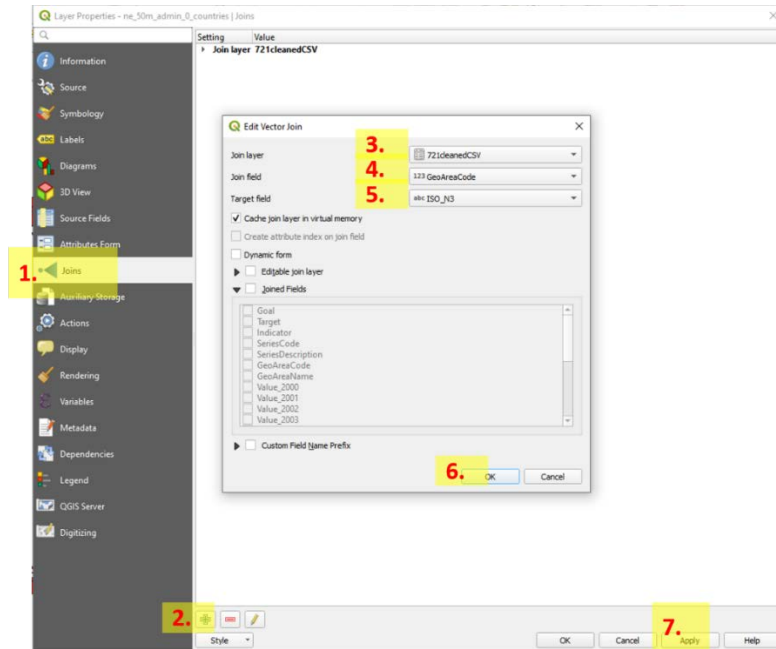 Layer Properties - ne_50m_admin_0_countries | Joins
Information
Source
Symbology
abc Labels
Diagrams
3D View
Source Fields
Attributes Form
1. Joins
Auxiliary Storage
Actions
Display
Rendering
Variables
Metadata
Dependencies
Legend
QGIS Server
Digitizing
Setting Value
Join layer 721cleanedCSV
Edit Vector Join
Join layer 3. 721cleanedCSV
Join field 4. 123 GeoAreaCode
Target field 5. abc ISO_N3
Cache join layer in virtual memory
Create attribute index on join field
Dynamic form
Editable join layer
Joined Fields
Goal
Target
Indicator
SeriesCode
SeriesDescription
GeoAreaCode
GeoAreaName
Value_2000
Value_2001
Value_2002
Value_2003
Custom Field Name Prefix
6. OK Cancel
2.
Style OK Cancel 7. Apply Help